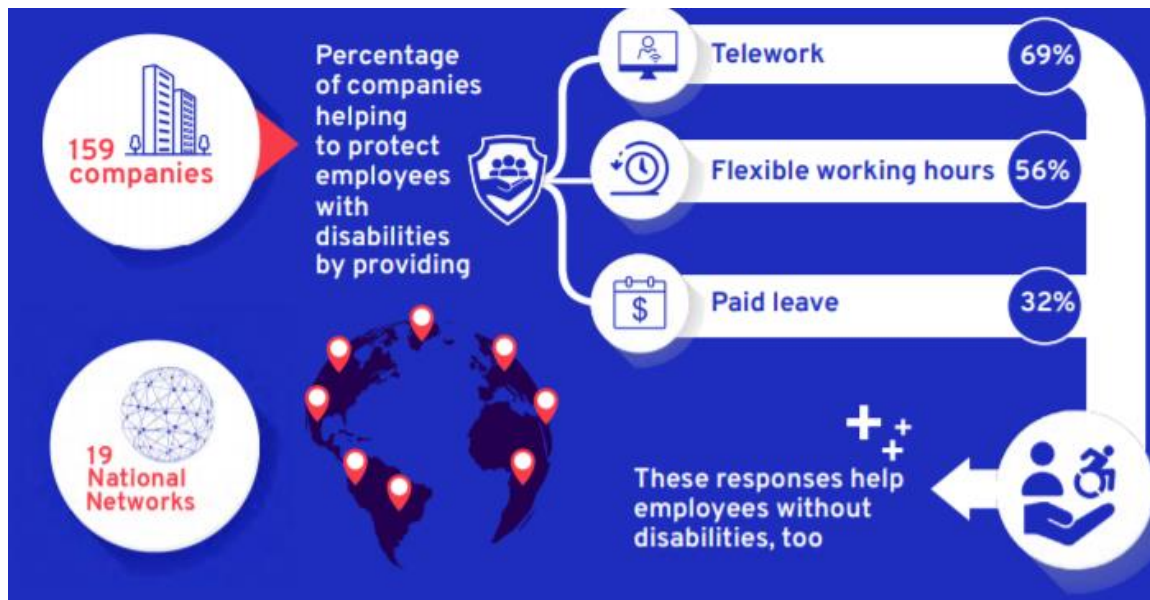 159
companies
Percentage
of companies
helping
to protect
employees
with
disabilities
by providing
Telework 69%
Flexible working hours 56%
$ Paid leave 32%
19
National
Networks
These responses help
employees without
disabilities, too